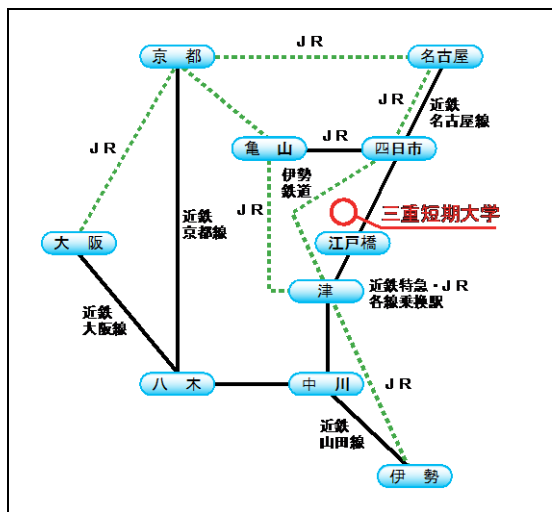 JR
京都
名古屋
JR
近鉄
名古屋線
JR
亀山
JR
四日市
伊勢
鉄道
近鉄
京都線
JR
三重短期大学
大阪
江戸橋
近鉄特急・JR
各線乗換駅
津
近鉄
大阪線
八木
中川
JR
近鉄
山田線
伊勢